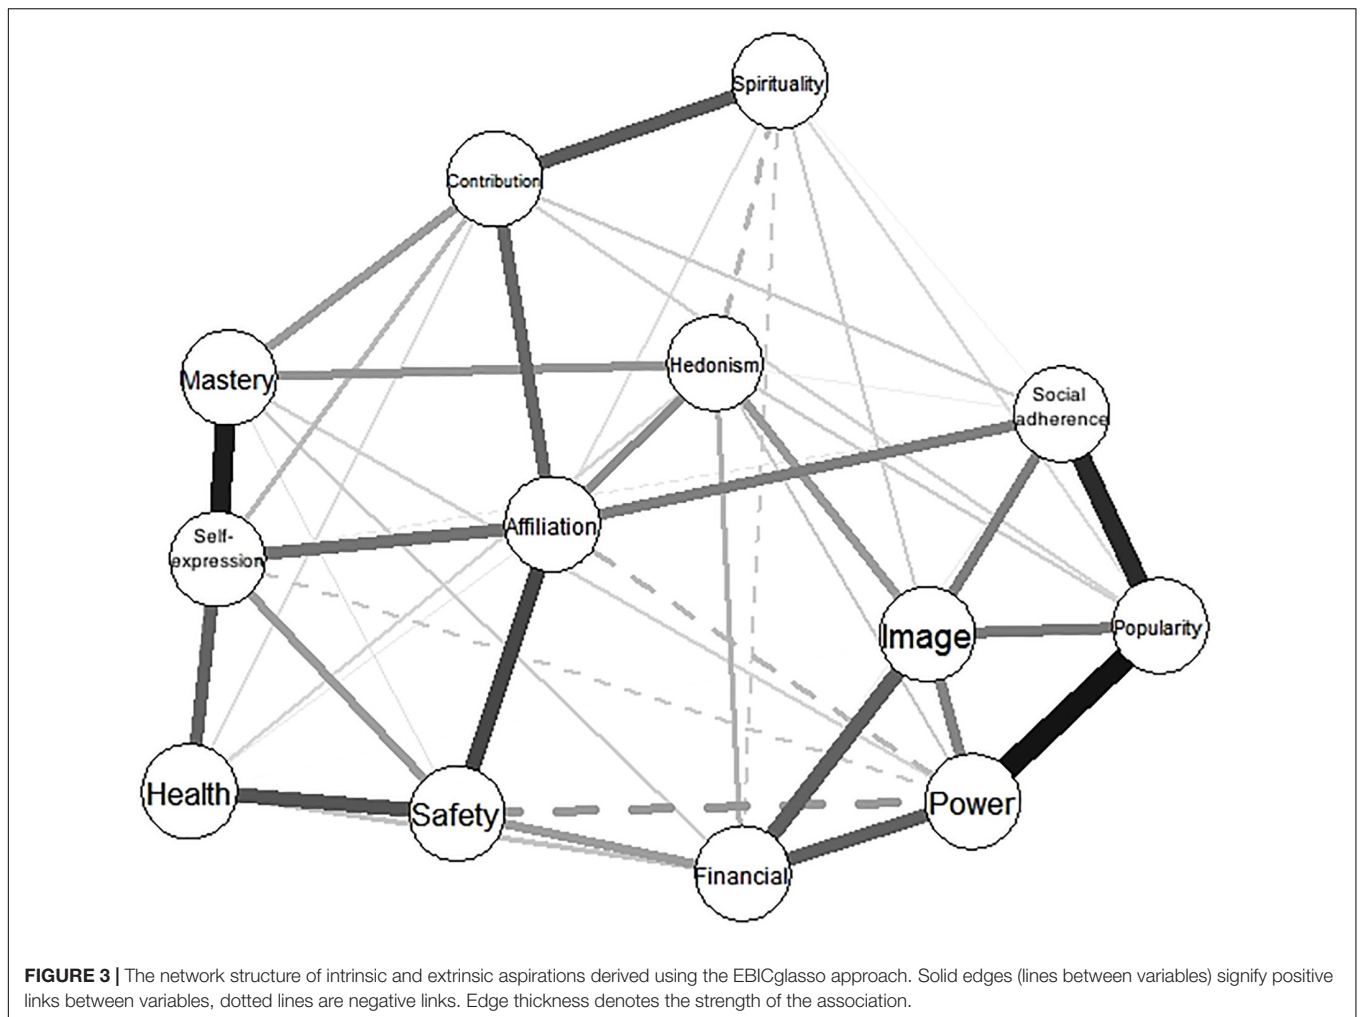 Spirituality
Contribution
Hedonism
Mastery
Social
adherence
Affiliation
Self-
expression
Image
Popularity
Health
Safety
Power
Financial
FIGURE 3 | The network structure of intrinsic and extrinsic aspirations derived using the EBICglasso approach. Solid edges (lines between variables) signify positive
links between variables, dotted lines are negative links. Edge thickness denotes the strength of the association.